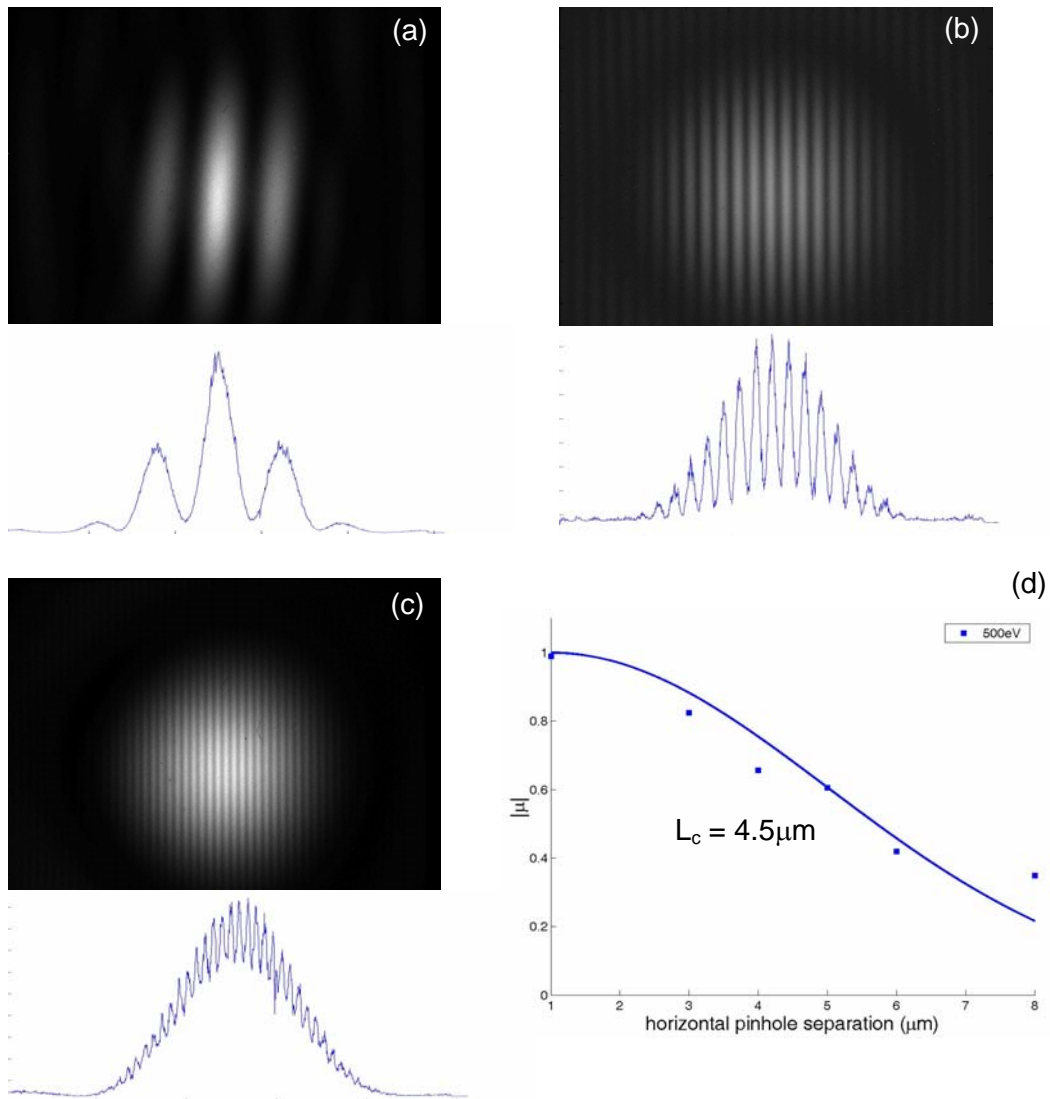 (a)
(b)
(c)
(d)
500eV
1
0.8
0.6
0.4
0.2
0
|μ|
L_c = 4.5μm
1 2 3 4 5 6 7 8
horizontal pinhole separation (μm)